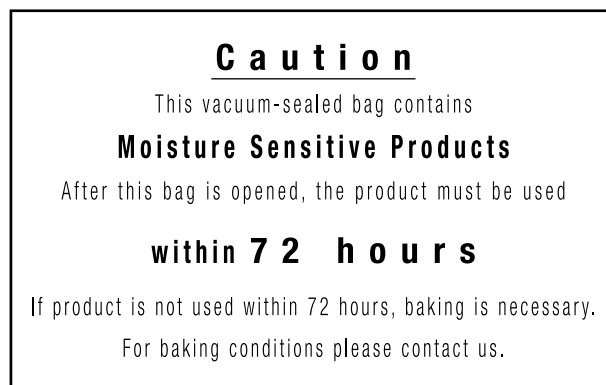 Caution
This vacuum-sealed bag contains
Moisture Sensitive Products
After this bag is opened, the product must be used
within 72 hours
If product is not used within 72 hours, baking is necessary.
For baking conditions please contact us.